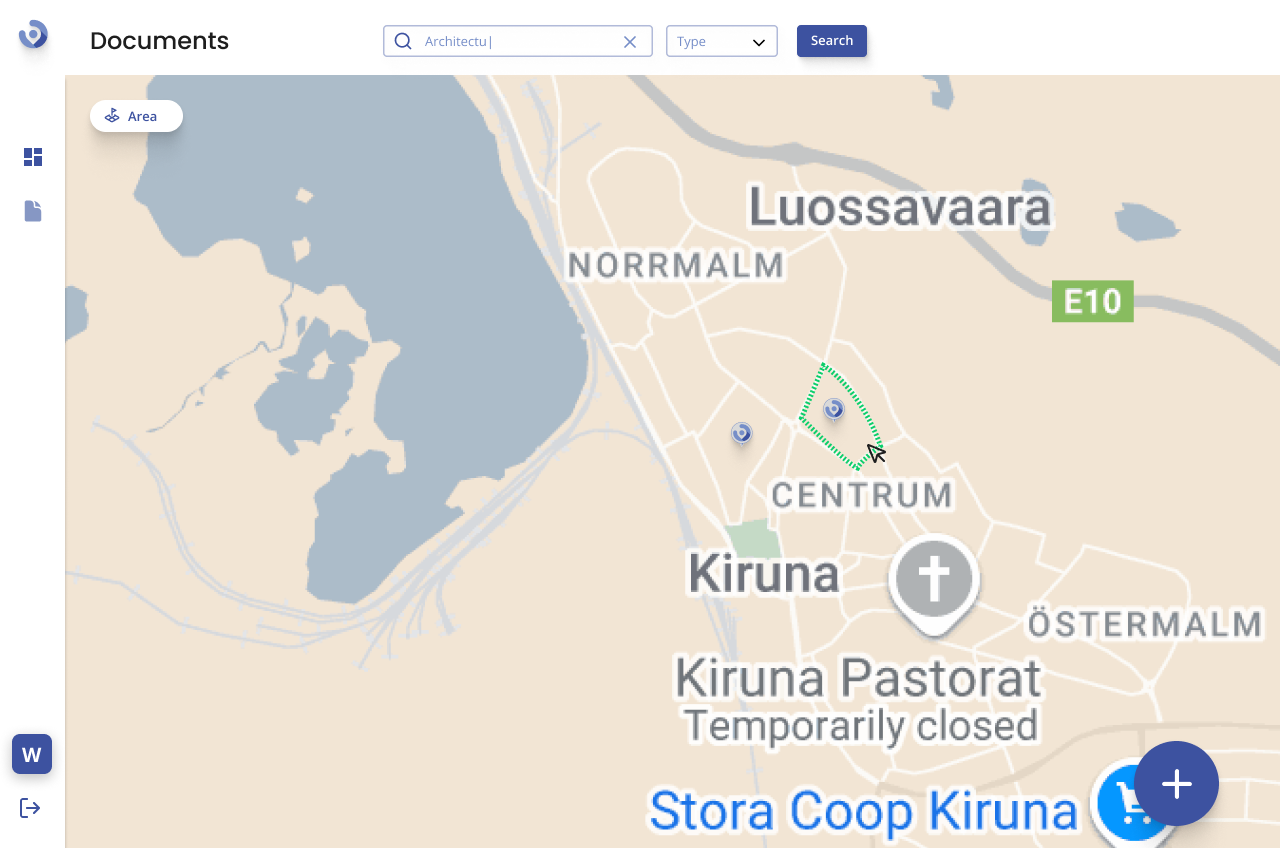 Documents
Architectu
Type
Search
Area
Luossavaara
NORRMALM
E10
CENTRUM
Kiruna
ÖSTERMALM
Kiruna Pastorat
Temporarily closed
W
Stora Coop Kiruna